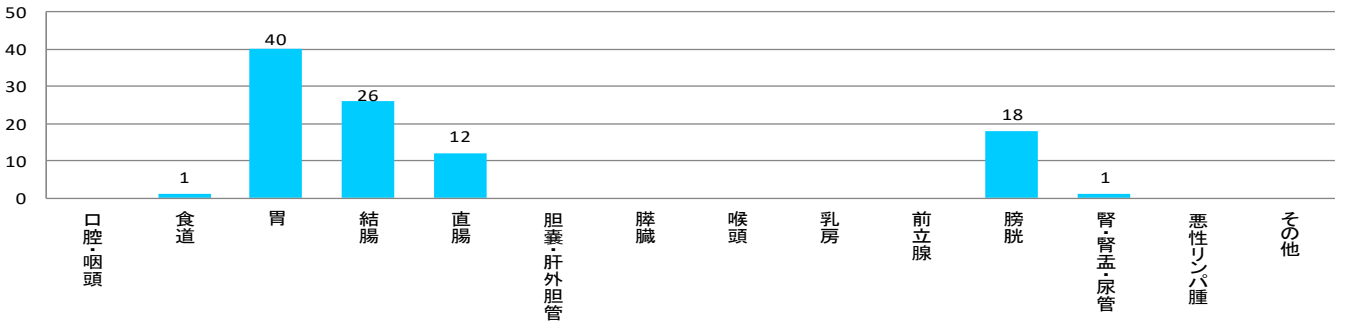 50
40
30
20
10
0
1
40
26
12
18
1
口腔・咽頭
食道
胃
結腸
直腸
胆嚢・肝外胆管
膵臓
喉頭
乳房
前立腺
膀胱
腎・腎盂・尿管
悪性リンパ腫
その他